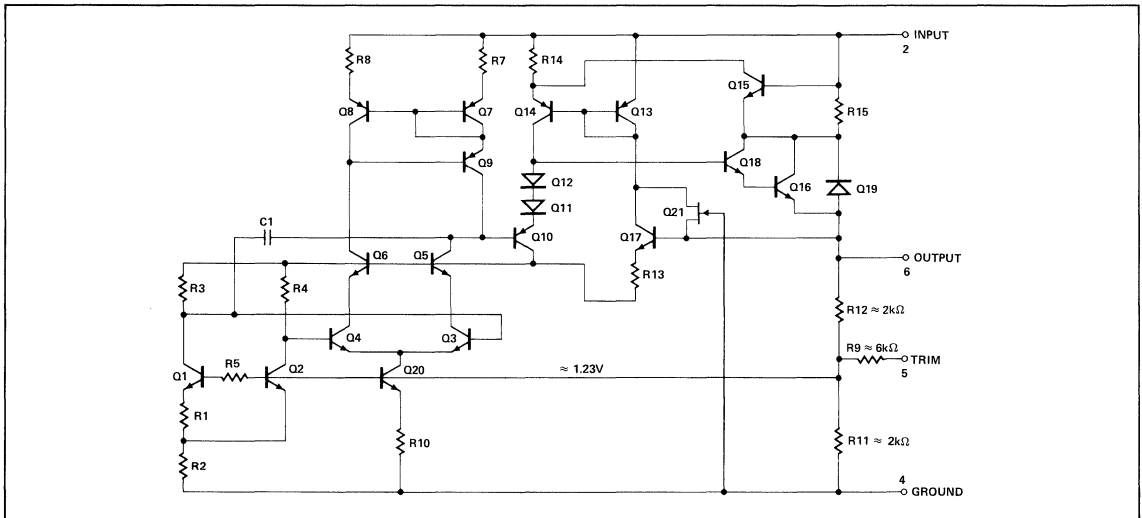 INPUT
2
R8
R7
R14
Q15
Q8
Q7
Q14
Q13
R15
Q9
Q18
Q12
Q16
Q19
Q11
Q21
C1
Q10
Q17
Q6
Q5
OUTPUT
6
R3
R4
R13
R12 ≈ 2kΩ
Q4
Q3
R9 ≈ 6kΩ
TRIM
5
R5
Q1
Q2
Q20
≈ 1.23V
R1
R10
R11 ≈ 2kΩ
R2
4
GROUND